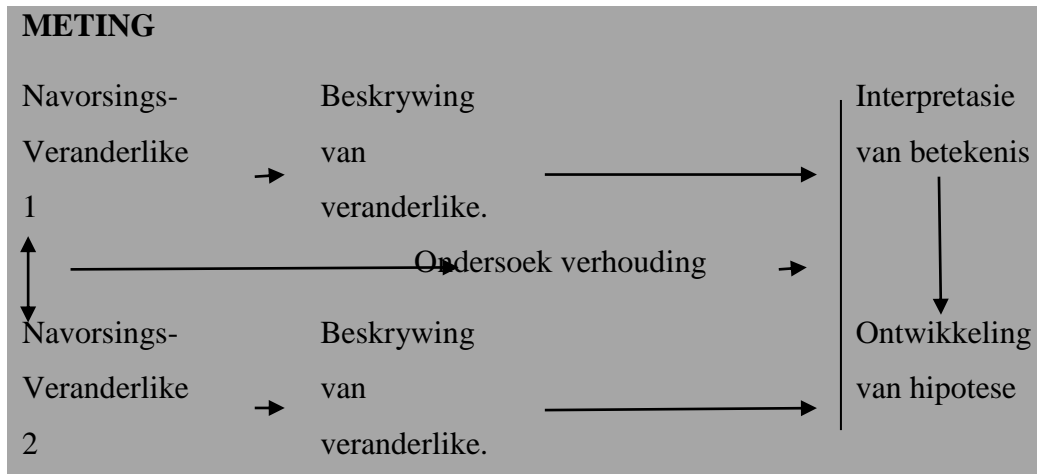 METING
Navorsings- Beskrywing Interpretasie
Veranderlike van van betekenis
1 veranderlike.
Ondersoek verhouding
Navorsings- Beskrywing Ontwikkeling
Veranderlike van van hipotese
2 veranderlike.